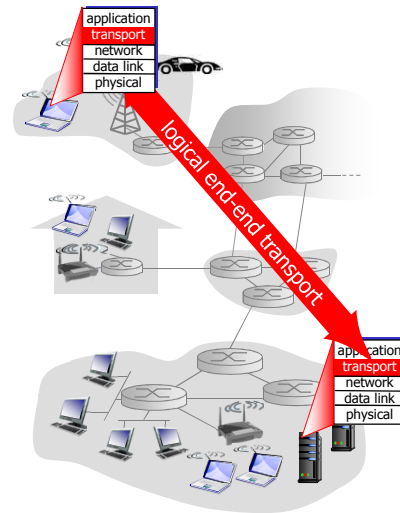 application
transport
network
data link
physical
logical end-end transport
application
transport
network
data link
physical